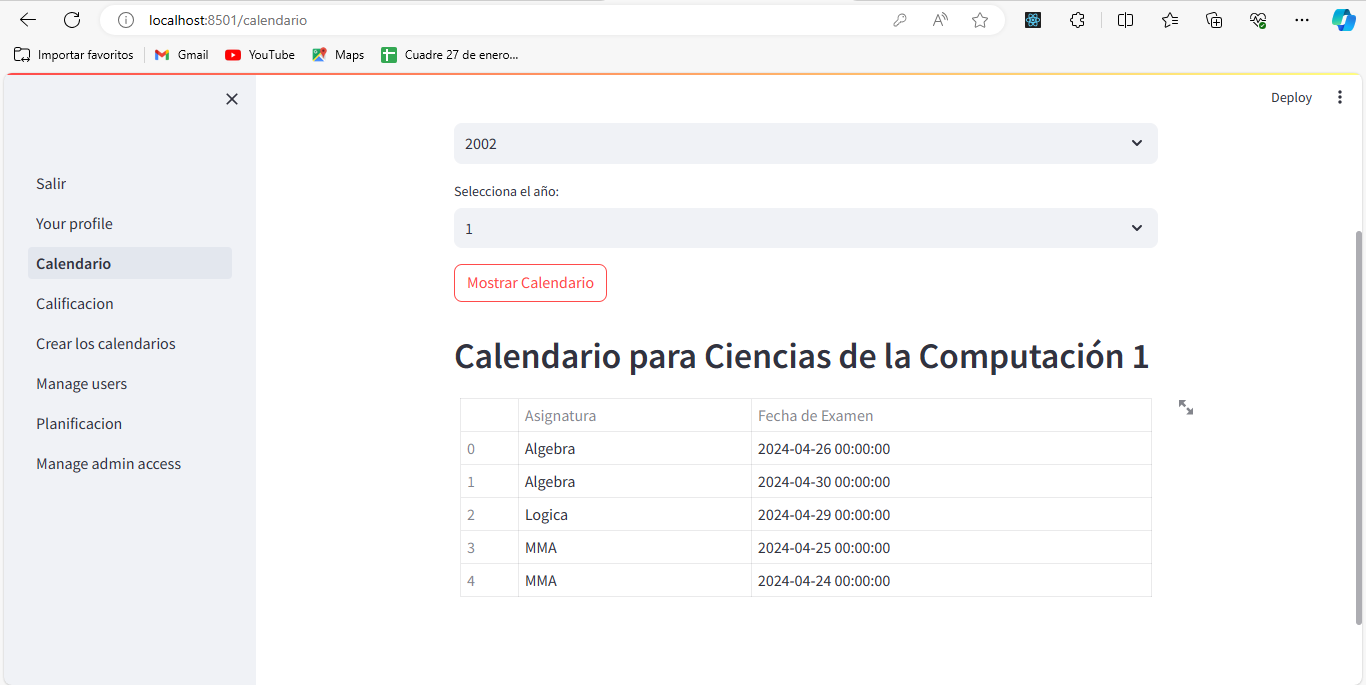 localhost:8501/calendario
Importar favoritos Gmail YouTube Maps Cuadre 27 de enero...
Deploy
Salir
Your profile
Calendario
Calificacion
Crear los calendarios
Manage users
Planificacion
Manage admin access
2002
Selecciona el año:
1
Mostrar Calendario
Calendario para Ciencias de la Computación 1
Asignatura Fecha de Examen
0 Algebra 2024-04-26 00:00:00
1 Algebra 2024-04-30 00:00:00
2 Logica 2024-04-29 00:00:00
3 MMA 2024-04-25 00:00:00
4 MMA 2024-04-24 00:00:00